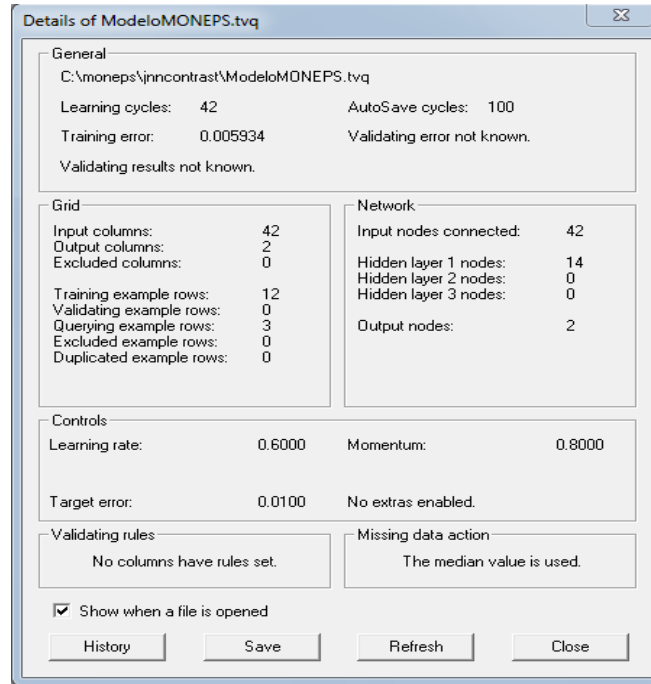 Details of ModeloMONEPS.tvq
General
C:\moneps\jnncontrast\ModeloMONEPS.tvq
Learning cycles: 42 AutoSave cycles: 100
Training error: 0.005934 Validating error not known.
Validating results not known.
Grid
Input columns: 42
Output columns: 2
Excluded columns: 0
Training example rows: 12
Validating example rows: 0
Querying example rows: 3
Excluded example rows: 0
Duplicated example rows: 0
Network
Input nodes connected: 42
Hidden layer 1 nodes: 14
Hidden layer 2 nodes: 0
Hidden layer 3 nodes: 0
Output nodes: 2
Controls
Learning rate: 0.6000 Momentum: 0.8000
Target error: 0.0100 No extras enabled.
Validating rules
No columns have rules set.
Missing data action
The median value is used.
Show when a file is opened
History Save Refresh Close